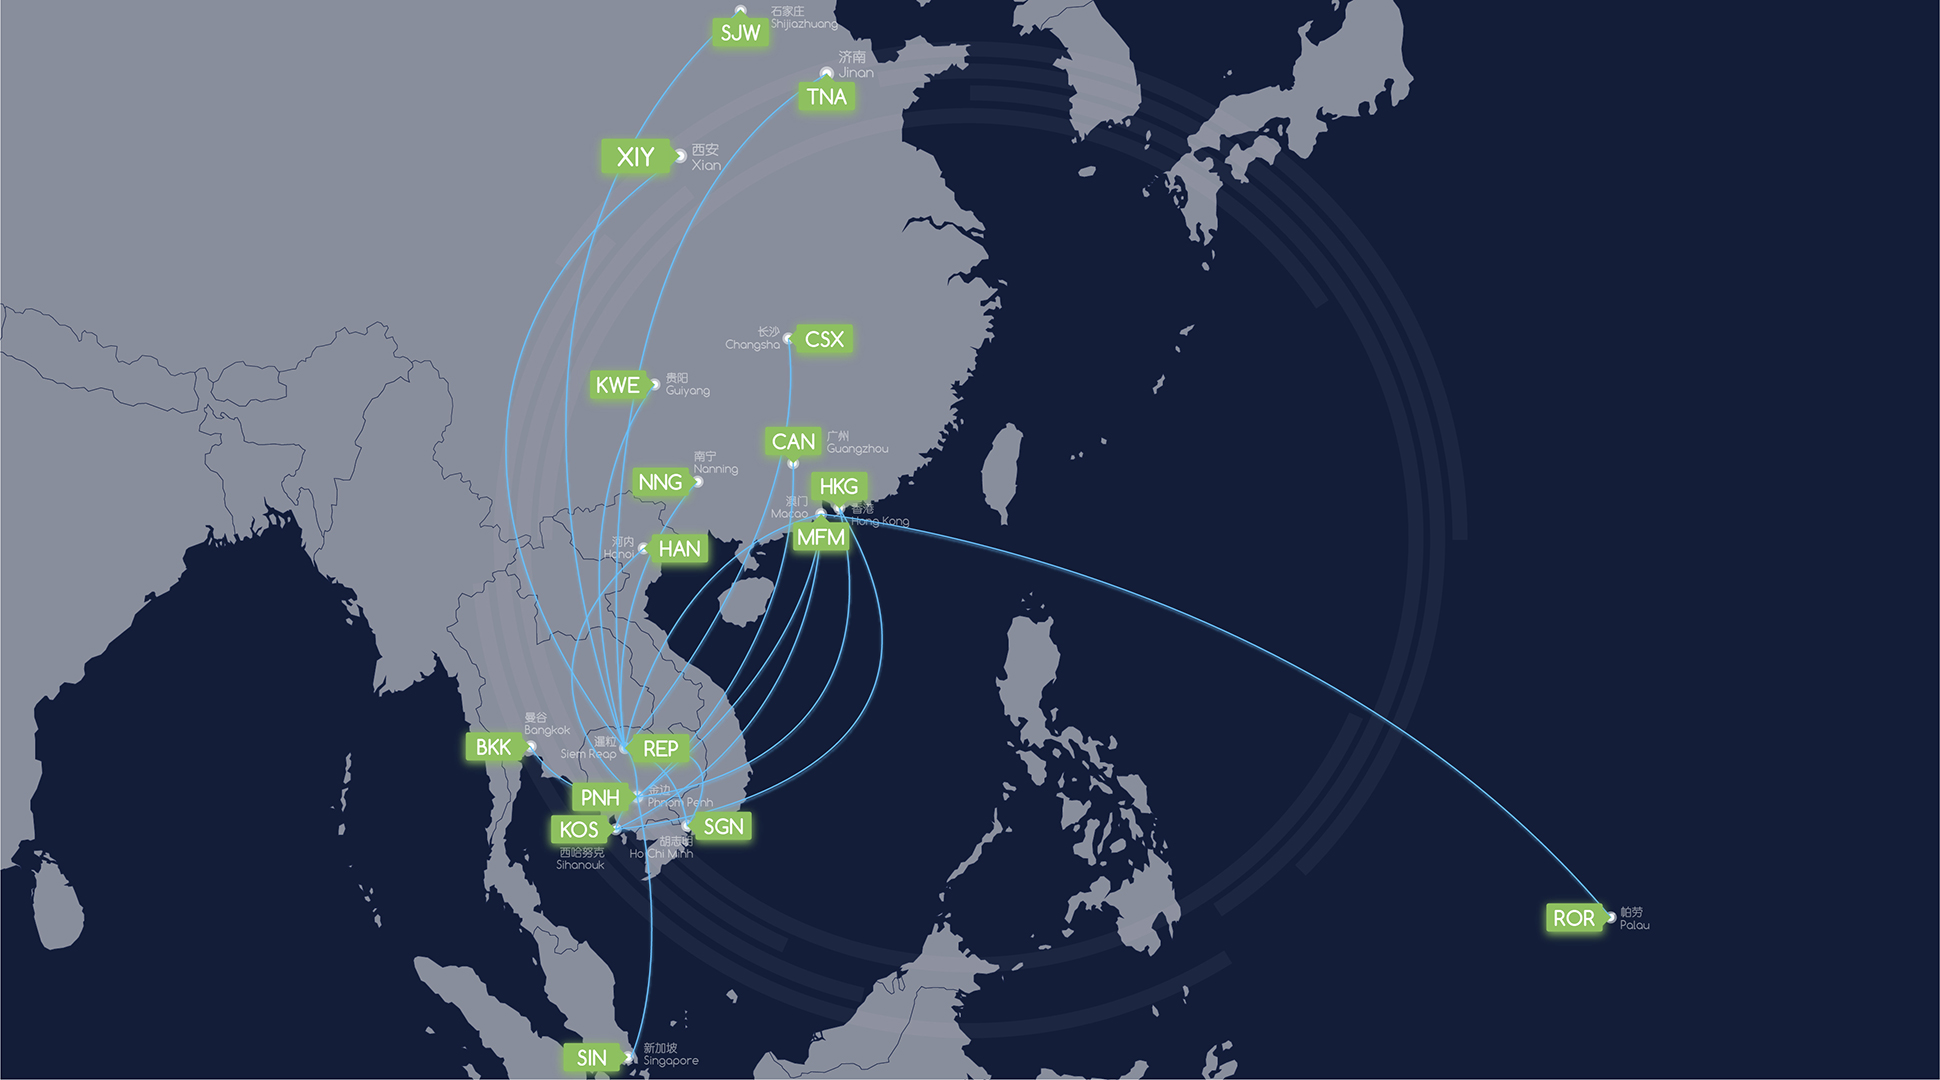 石家庄
Shijiazhuang
SJW
济南
Jinan
TNA
XIY
西安
Xian
长沙
Changsha
CSX
KWE
贵阳
Guiyang
CAN
广州
Guangzhou
南宁
Nanning
NNG
HKG
香港
Hong Kong
澳门
Macao
MFM
河内
Hanoi
HAN
曼谷
Bangkok
BKK
暹粒
Siem Reap
REP
PNH
金边
Phnom Penh
KOS
西哈努克
Sihanouk
SGN
胡志明
Ho Chi Minh
ROR
帕劳
Palau
SIN
新加坡
Singapore